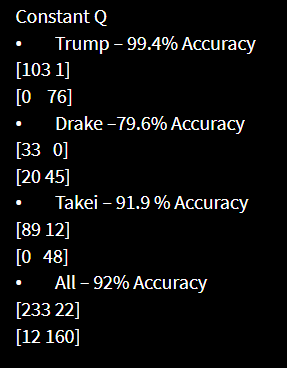 Constant Q
• Trump – 99.4% Accuracy
[103 1]
[0 76]
• Drake –79.6% Accuracy
[33 0]
[20 45]
• Takei – 91.9 % Accuracy
[89 12]
[0 48]
• All – 92% Accuracy
[233 22]
[12 160]